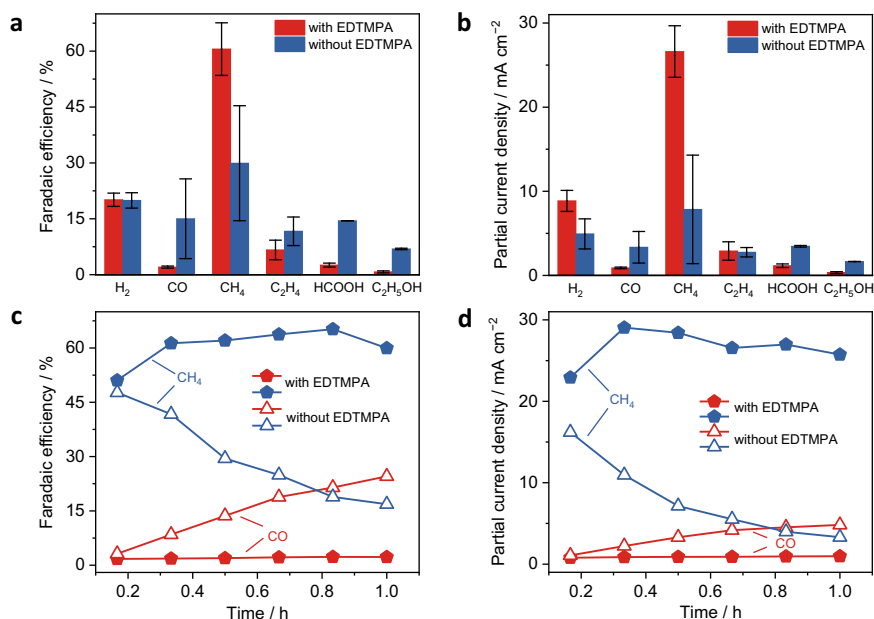 a
Faradaic efficiency / %
60
45
30
15
0
with EDTMPA
without EDTMPA
H₂ CO CH₄ C₂H₄ HCOOH C₂H₅OH
b
Partial current density / mA cm⁻²
30
20
10
0
with EDTMPA
without EDTMPA
H₂ CO CH₄ C₂H₄ HCOOH C₂H₅OH
c
Faradaic efficiency / %
60
45
30
15
0
CH₄
with EDTMPA
without EDTMPA
CO
0.2 0.4 0.6 0.8 1.0
Time / h
d
Partial current density / mA cm⁻²
30
20
10
0
CH₄
with EDTMPA
without EDTMPA
CO
0.2 0.4 0.6 0.8 1.0
Time / h